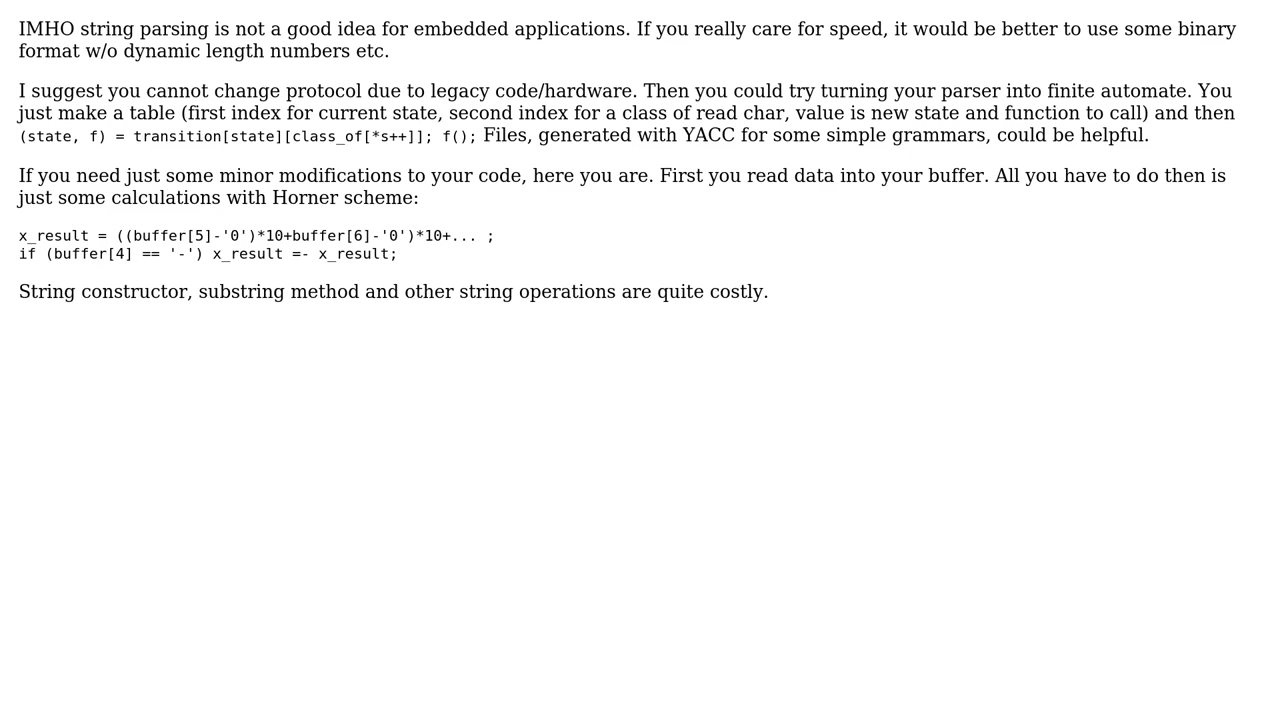 IMHO string parsing is not a good idea for embedded applications. If you really care for speed, it would be better to use some binary
format w/o dynamic length numbers etc.
I suggest you cannot change protocol due to legacy code/hardware. Then you could try turning your parser into finite automate. You
just make a table (first index for current state, second index for a class of read char, value is new state and function to call) and then
(state, f) = transition[state][class_of[*s++]]; f(); Files, generated with YACC for some simple grammars, could be helpful.
If you need just some minor modifications to your code, here you are. First you read data into your buffer. All you have to do then is
just some calculations with Horner scheme:
x_result = ((buffer[5]-'0')*10+buffer[6]-'0')*10+... ;
if (buffer[4] == '-') x_result =- x_result;
String constructor, substring method and other string operations are quite costly.